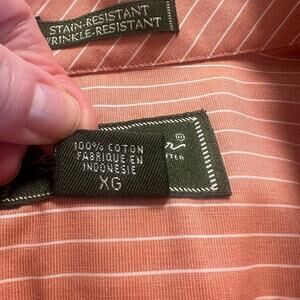 STAIN-RESISTANT
WRINKLE-RESISTANT
100% COTON
FABRIQUE EN
INDONESIE
XG